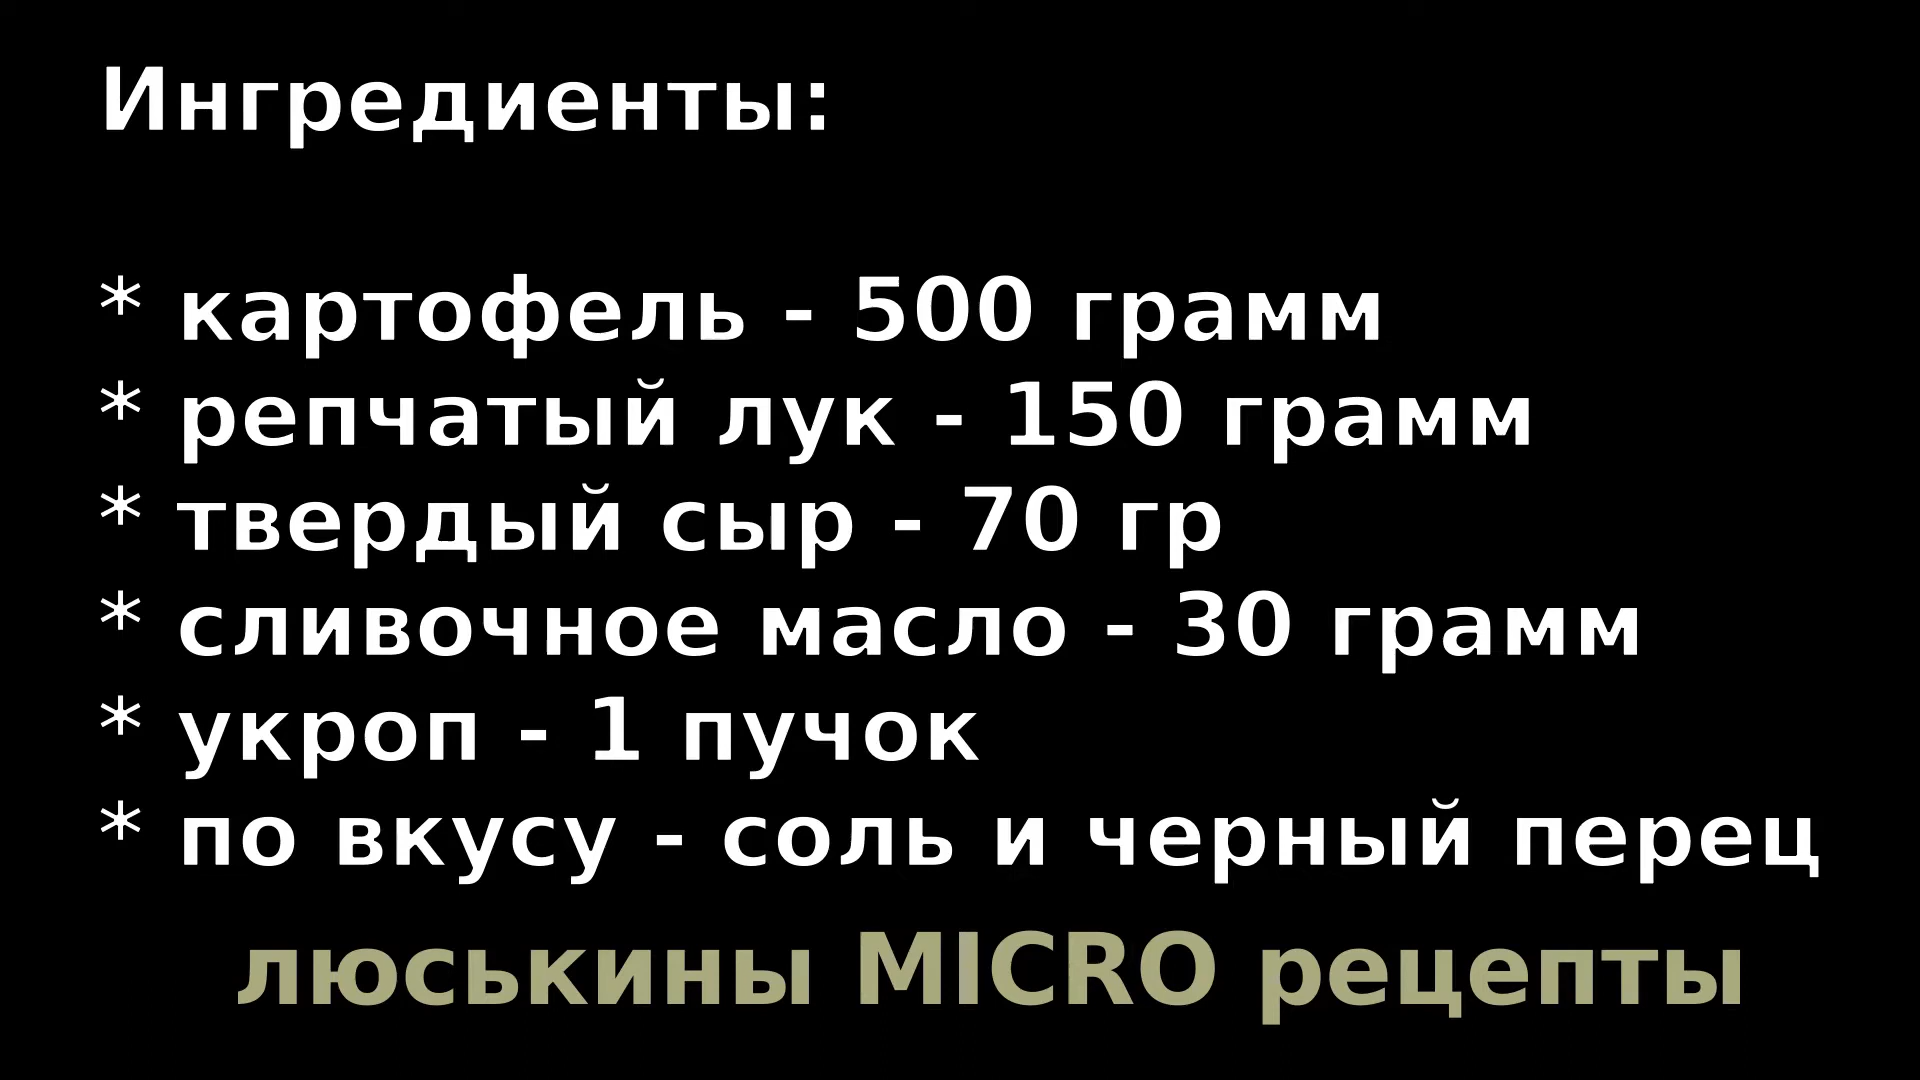 Ингредиенты:
* картофель - 500 грамм
* репчатый лук - 150 грамм
* твердый сыр - 70 гр
* сливочное масло - 30 грамм
* укроп - 1 пучок
* по вкусу - соль и черный перец
люськины MICRO рецепты